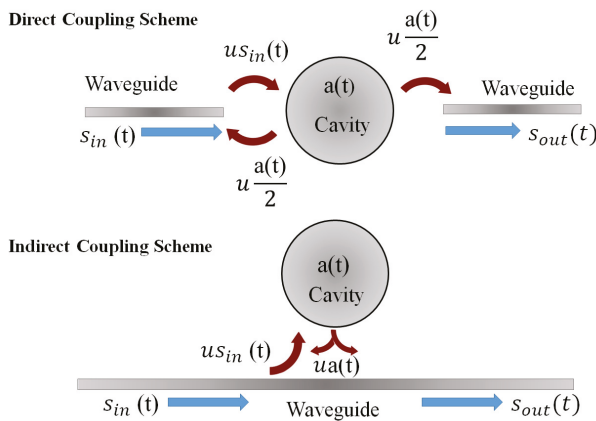 Direct Coupling Scheme
us_in(t)
u a(t)/2
Waveguide
a(t)
Cavity
Waveguide
s_in (t)
s_out(t)
u a(t)/2
Indirect Coupling Scheme
a(t)
Cavity
us_in (t)
ua(t)
s_in (t)
Waveguide
s_out(t)